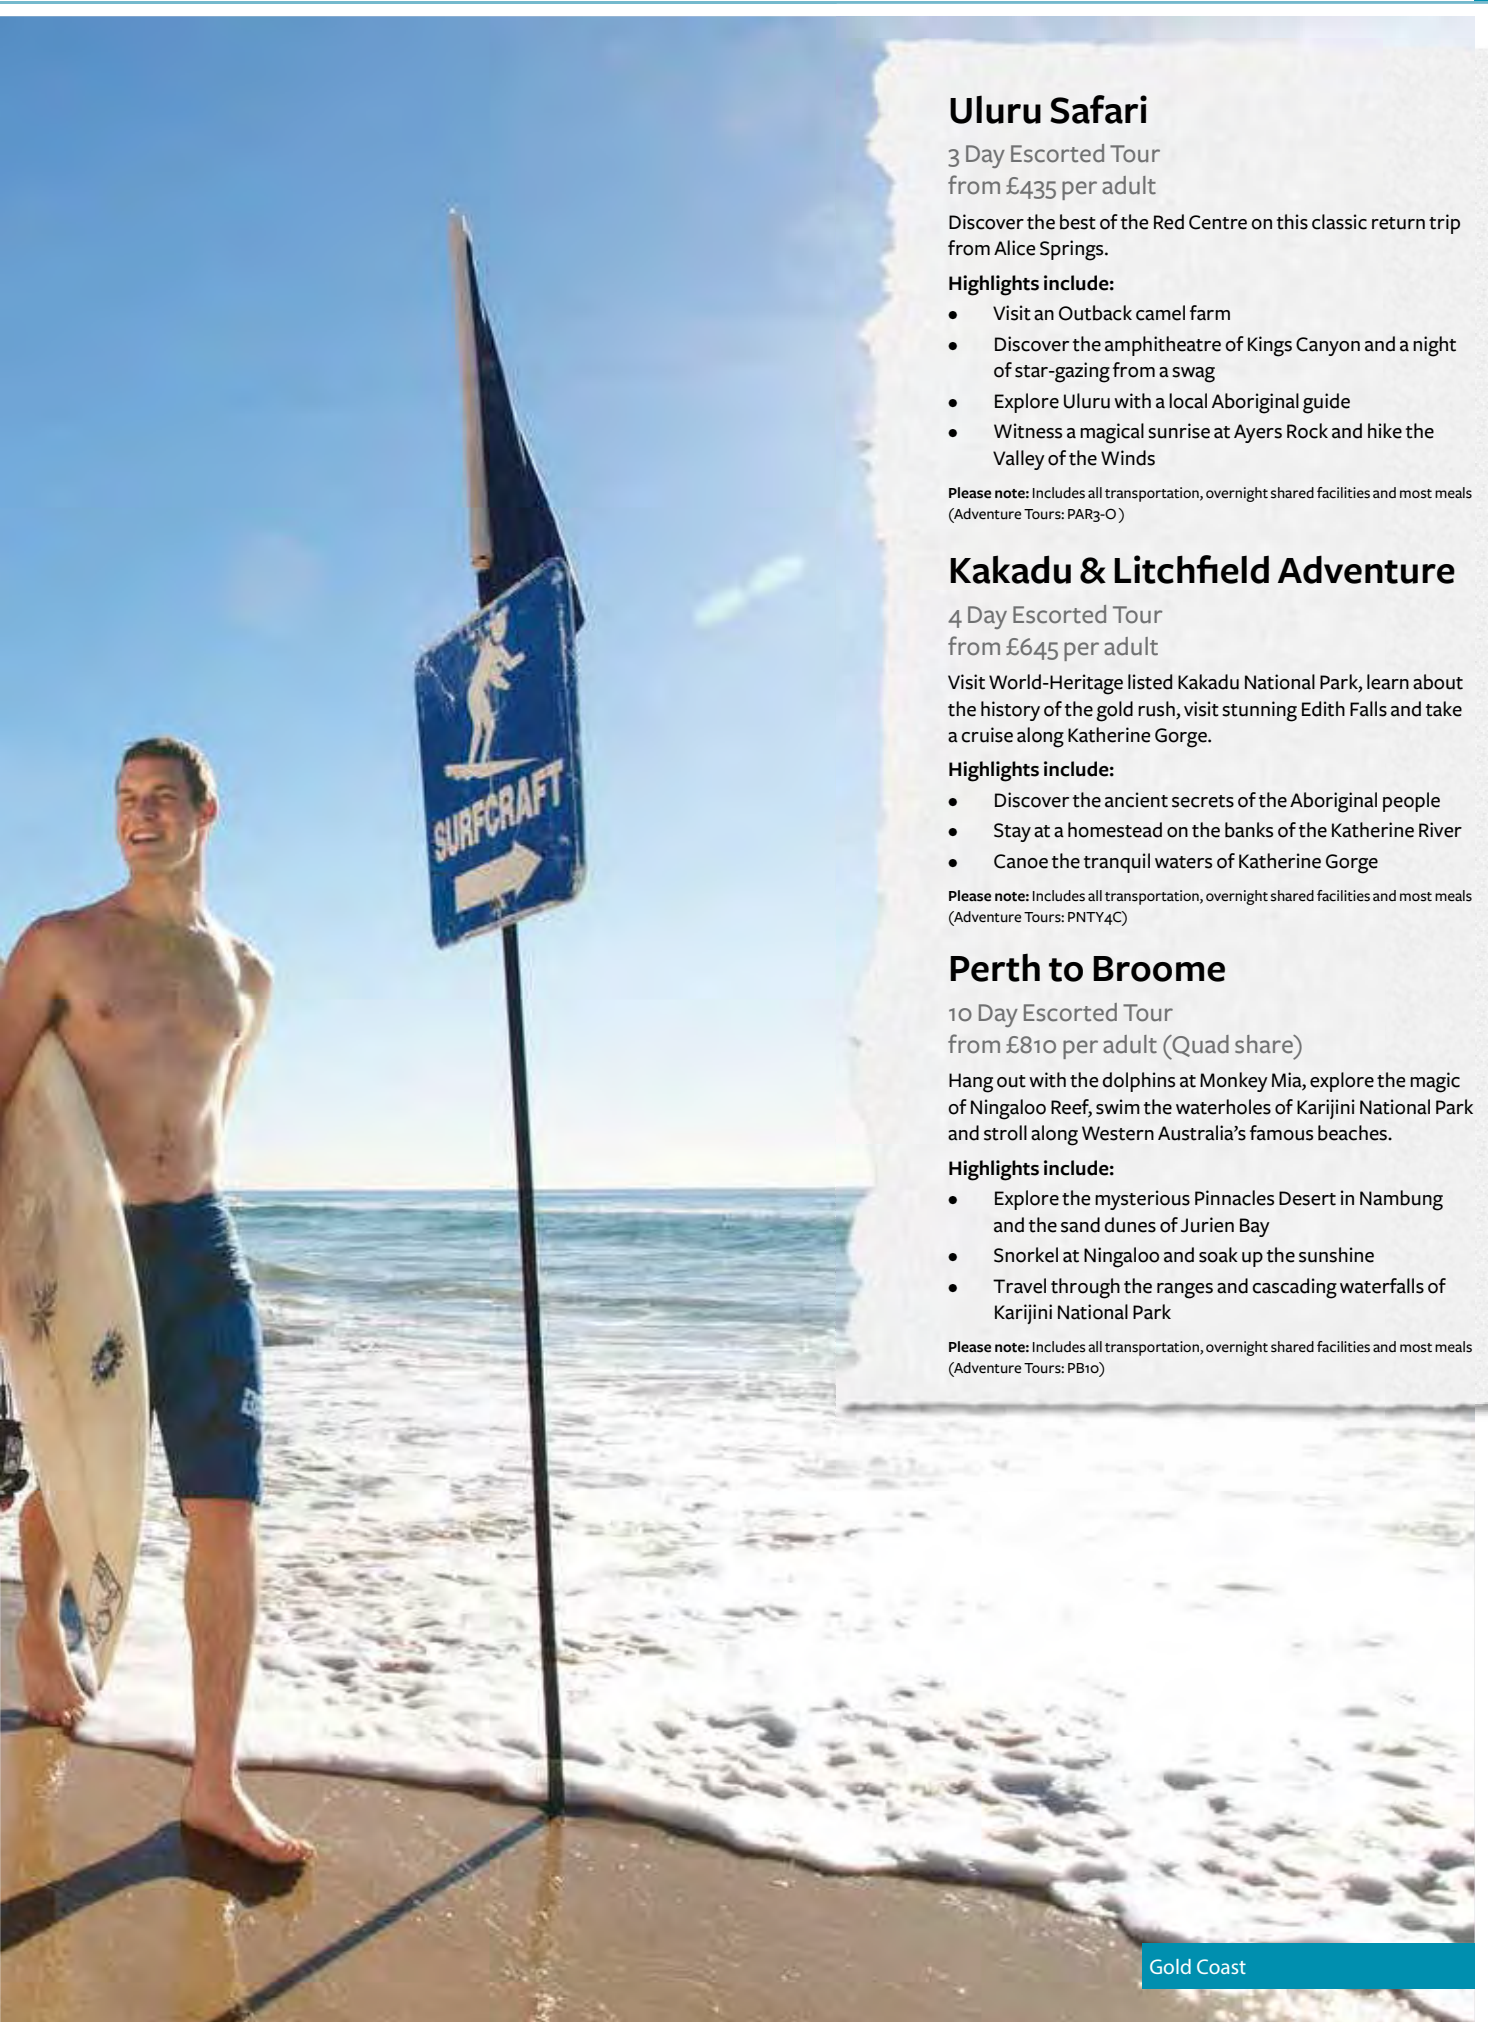 Uluru Safari
3 Day Escorted Tour
from £435 per adult
Discover the best of the Red Centre on this classic return trip
from Alice Springs.
Highlights include:
• Visit an Outback camel farm
• Discover the amphitheatre of Kings Canyon and a night
of star-gazing from a swag
• Explore Uluru with a local Aboriginal guide
• Witness a magical sunrise at Ayers Rock and hike the
Valley of the Winds
Please note: Includes all transportation, overnight shared facilities and most meals
(Adventure Tours: PAR3-O )
Kakadu & Litchfield Adventure
4 Day Escorted Tour
from £645 per adult
Visit World-Heritage listed Kakadu National Park, learn about
the history of the gold rush, visit stunning Edith Falls and take
a cruise along Katherine Gorge.
Highlights include:
• Discover the ancient secrets of the Aboriginal people
• Stay at a homestead on the banks of the Katherine River
• Canoe the tranquil waters of Katherine Gorge
Please note: Includes all transportation, overnight shared facilities and most meals
(Adventure Tours: PNTY4C)
Perth to Broome
10 Day Escorted Tour
from £810 per adult (Quad share)
Hang out with the dolphins at Monkey Mia, explore the magic
of Ningaloo Reef, swim the waterholes of Karijini National Park
and stroll along Western Australia’s famous beaches.
Highlights include:
• Explore the mysterious Pinnacles Desert in Nambung
and the sand dunes of Jurien Bay
• Snorkel at Ningaloo and soak up the sunshine
• Travel through the ranges and cascading waterfalls of
Karijini National Park
Please note: Includes all transportation, overnight shared facilities and most meals
(Adventure Tours: PB10)
SURFCRAFT
Gold Coast